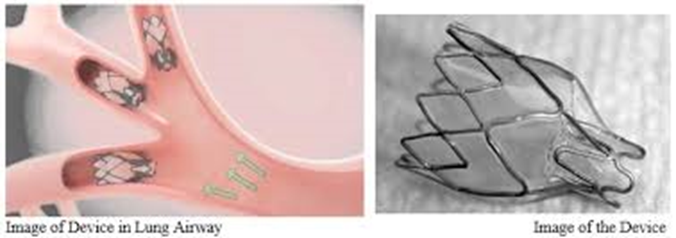 Image of Device in Lung Airway
Image of the Device